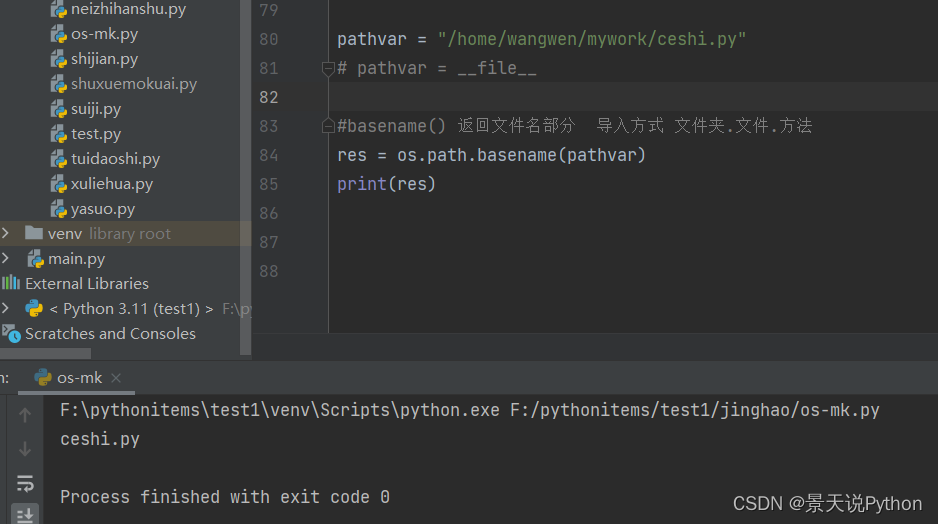 neizhihanshu.py
os-mk.py
shijian.py
shuxuemokuai.py
suiji.py
test.py
tuidaoshi.py
xuliehua.py
yasuo.py
venv library root
main.py
External Libraries
< Python 3.11 (test1) > F:\py
Scratches and Consoles
79
80 pathvar = "/home/wangwen/mywork/ceshi.py"
81 # pathvar = __file__
82
83 #basename() 返回文件名部分 导入方式 文件夹.文件.方法
84 res = os.path.basename(pathvar)
85 print(res)
86
87
88
n: os-mk
F:\pythonitems\test1\venv\Scripts\python.exe F:/pythonitems/test1/jinghao/os-mk.py
ceshi.py
Process finished with exit code 0
CSDN @景天说Python